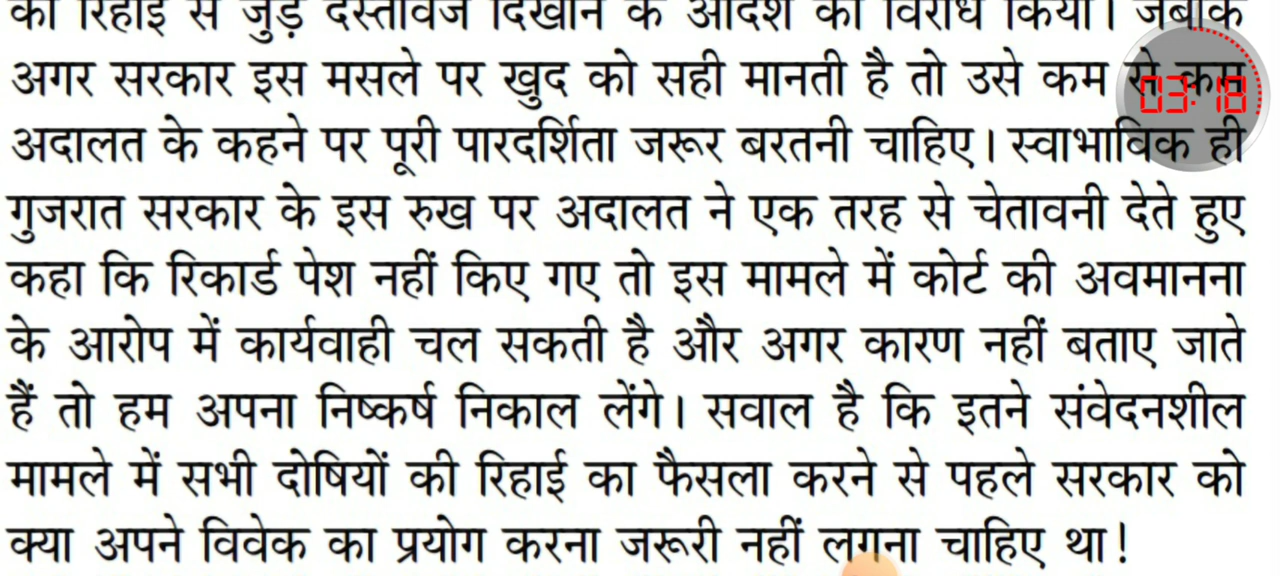 की रिहाई से जुड़े दस्तावेज दिखाने के आदेश का विरोध किया। जबकि
अगर सरकार इस मसले पर खुद को सही मानती है तो उसे कम से कम
03:18
अदालत के कहने पर पूरी पारदर्शिता जरूर बरतनी चाहिए। स्वाभाविक ही
गुजरात सरकार के इस रुख पर अदालत ने एक तरह से चेतावनी देते हुए
कहा कि रिकार्ड पेश नहीं किए गए तो इस मामले में कोर्ट की अवमानना
के आरोप में कार्यवाही चल सकती है और अगर कारण नहीं बताए जाते
हैं तो हम अपना निष्कर्ष निकाल लेंगे। सवाल है कि इतने संवेदनशील
मामले में सभी दोषियों की रिहाई का फैसला करने से पहले सरकार को
क्या अपने विवेक का प्रयोग करना जरूरी नहीं लगना चाहिए था!